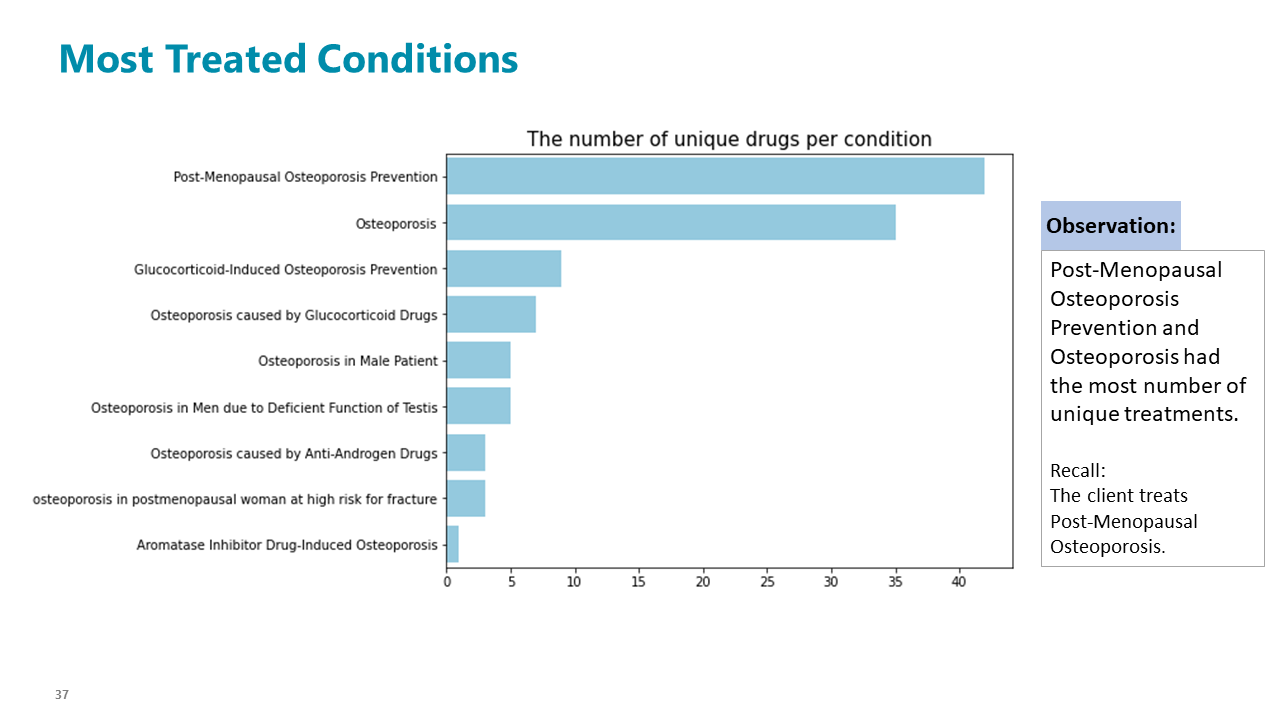 Most Treated Conditions
The number of unique drugs per condition
Post-Menopausal Osteoporosis Prevention
Osteoporosis
Glucocorticoid-Induced Osteoporosis Prevention
Osteoporosis caused by Glucocorticoid Drugs
Osteoporosis in Male Patient
Osteoporosis in Men due to Deficient Function of Testis
Osteoporosis caused by Anti-Androgen Drugs
osteoporosis in postmenopausal woman at high risk for fracture
Aromatase Inhibitor Drug-Induced Osteoporosis
0 5 10 15 20 25 30 35 40
Observation:
Post-Menopausal
Osteoporosis
Prevention and
Osteoporosis had
the most number of
unique treatments.
Recall:
The client treats
Post-Menopausal
Osteoporosis.
37